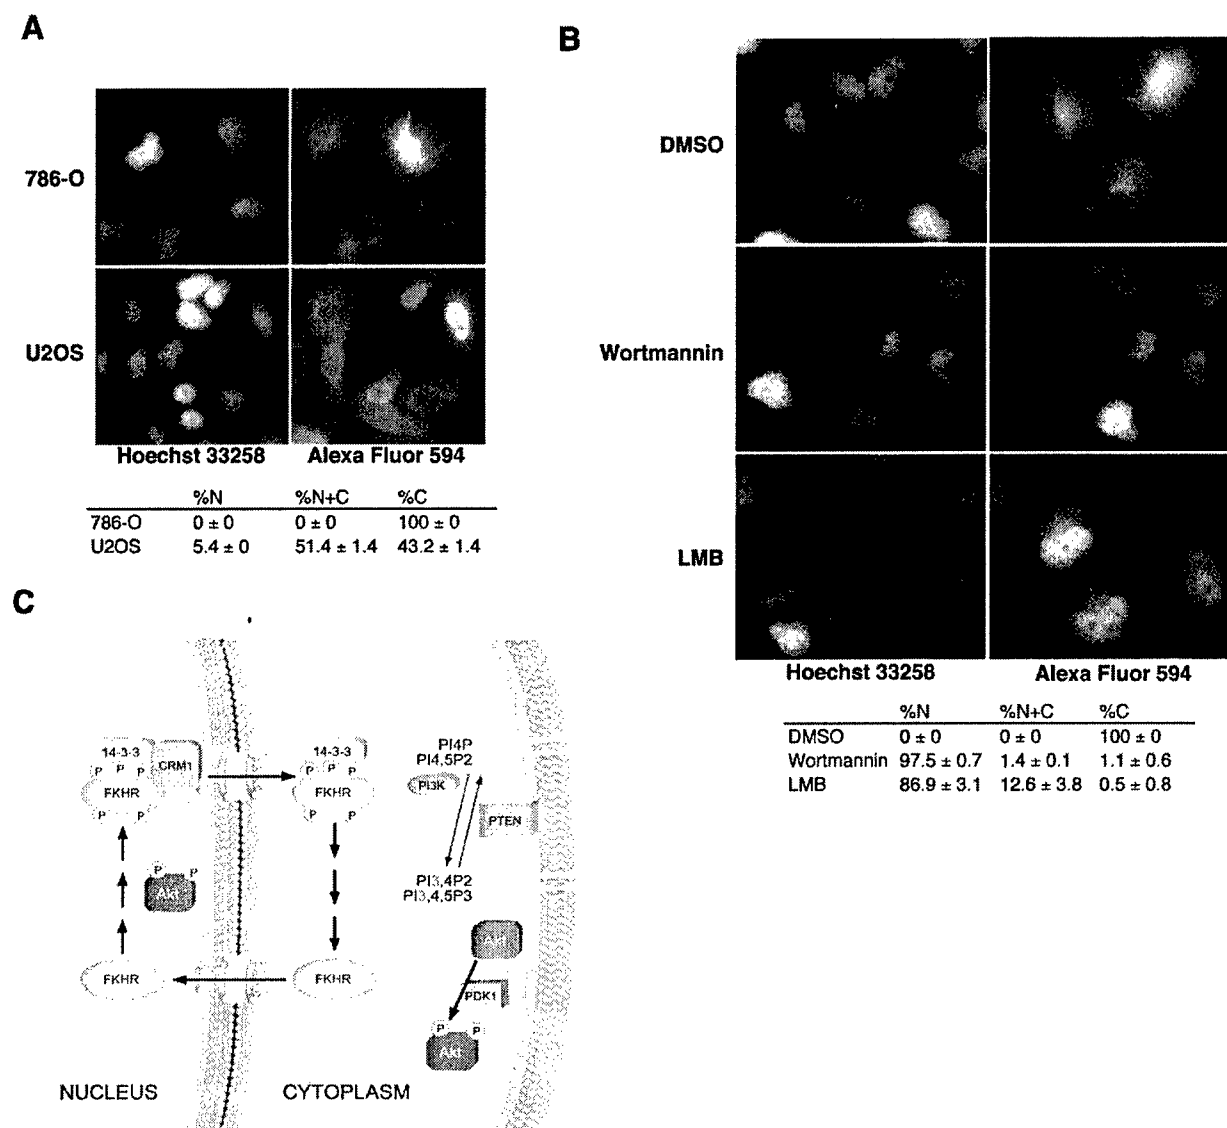 A
786-O
U2OS
Hoechst 33258 Alexa Fluor 594
%N %N+C %C
786-O 0 ± 0 0 ± 0 100 ± 0
U2OS 5.4 ± 0 51.4 ± 1.4 43.2 ± 1.4
B
DMSO
Wortmannin
LMB
Hoechst 33258 Alexa Fluor 594
%N %N+C %C
DMSO 0 ± 0 0 ± 0 100 ± 0
Wortmannin 97.5 ± 0.7 1.4 ± 0.1 1.1 ± 0.6
LMB 86.9 ± 3.1 12.6 ± 3.8 0.5 ± 0.8
C
14-3-3
CRM1
P P P
FKHR
P P
P P
Akt
FKHR
14-3-3
P P P
FKHR
P P
FKHR
PI4P
PI4,5P2
PI3K
PTEN
PI3,4P2
PI3,4,5P3
Akt
PDK1
P P
Akt
NUCLEUS CYTOPLASM